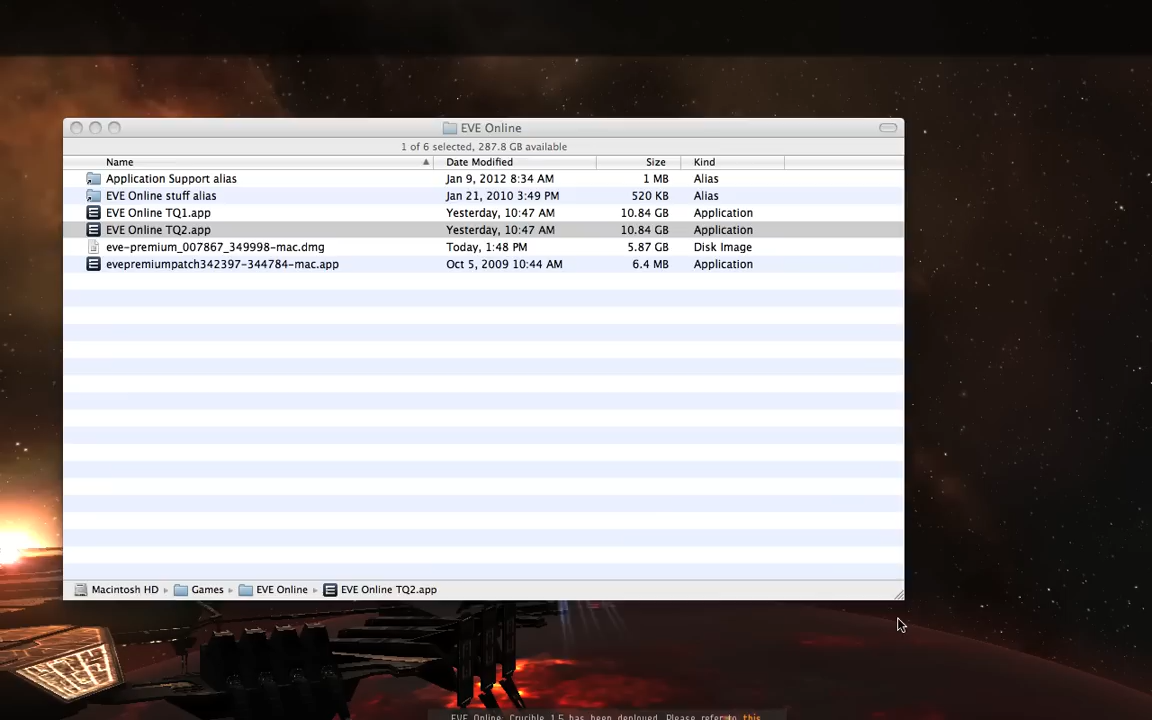 EVE Online
1 of 6 selected, 287.8 GB available
Name Date Modified Size Kind
Application Support alias Jan 9, 2012 8:34 AM 1 MB Alias
EVE Online stuff alias Jan 21, 2010 3:49 PM 520 KB Alias
EVE Online TQ1.app Yesterday, 10:47 AM 10.84 GB Application
EVE Online TQ2.app Yesterday, 10:47 AM 10.84 GB Application
eve-premium_007867_349998-mac.dmg Today, 1:48 PM 5.87 GB Disk Image
evepremiumpatch342397-344784-mac.app Oct 5, 2009 10:44 AM 6.4 MB Application
Macintosh HD Games EVE Online EVE Online TQ2.app
EVE Online: Crucible 1.5 has been deployed. Please refer to this